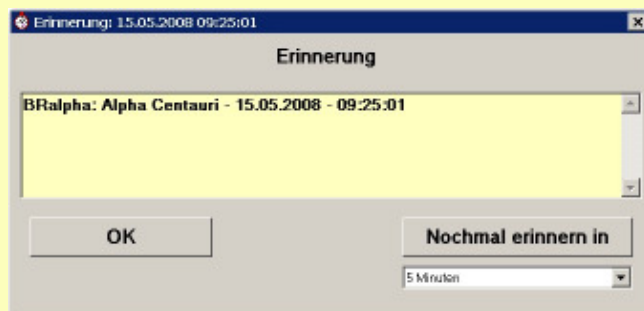 Erinnerung: 15.05.2008 09:25:01
Erinnerung
BRalpha: Alpha Centauri - 15.05.2008 - 09:25:01
OK
Nochmal erinnern in
5 Minuten